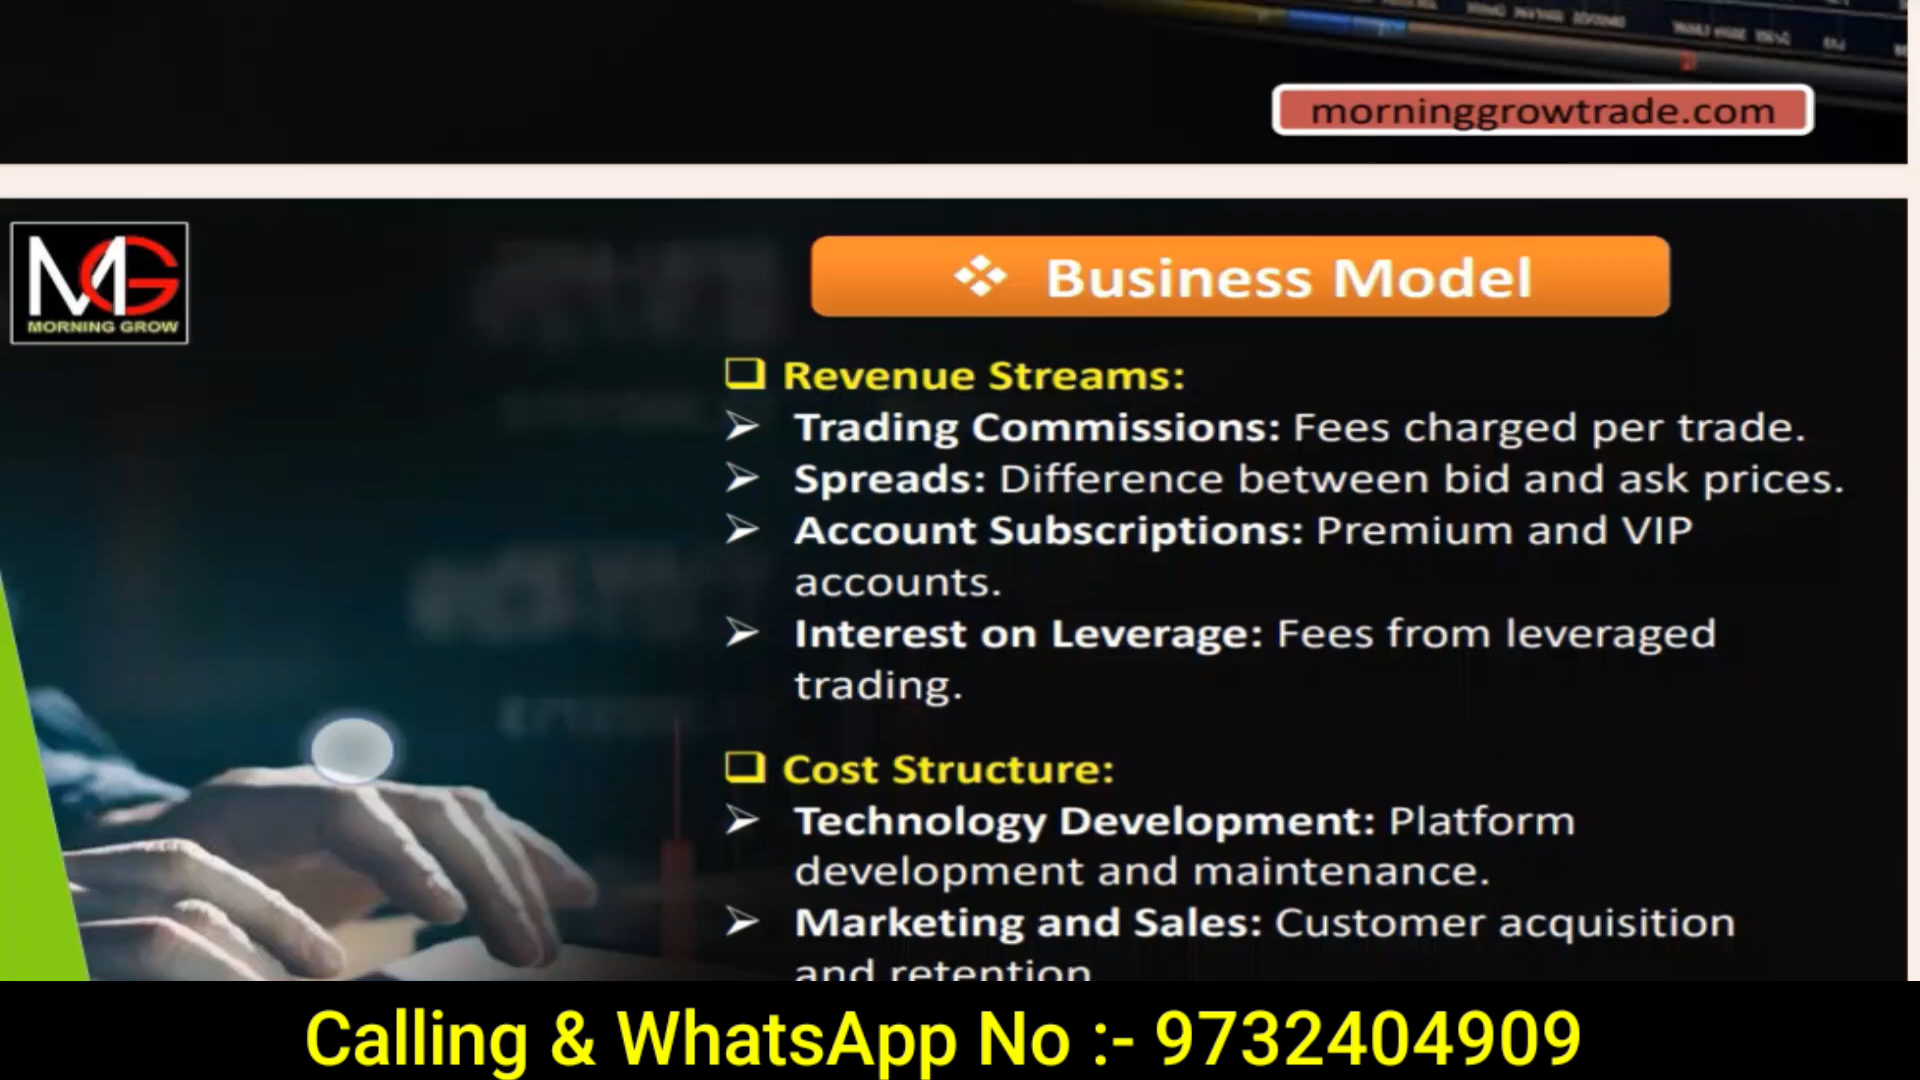 morninggrowtrade.com
MG
MORNING GROW
❖ Business Model
❑ Revenue Streams:
➢ Trading Commissions: Fees charged per trade.
➢ Spreads: Difference between bid and ask prices.
➢ Account Subscriptions: Premium and VIP
accounts.
➢ Interest on Leverage: Fees from leveraged
trading.
❑ Cost Structure:
➢ Technology Development: Platform
development and maintenance.
➢ Marketing and Sales: Customer acquisition
and retention
Calling & WhatsApp No :- 9732404909